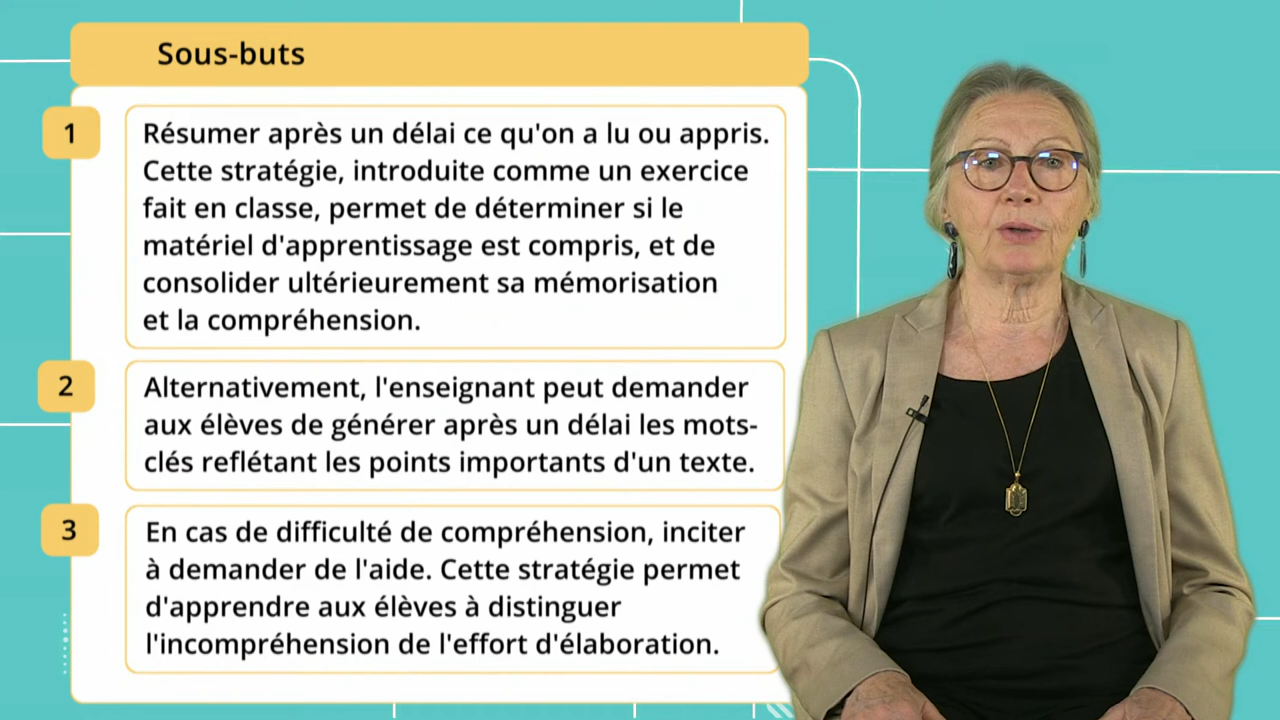 Sous-buts
1
Résumer après un délai ce qu'on a lu ou appris.
Cette stratégie, introduite comme un exercice
fait en classe, permet de déterminer si le
matériel d'apprentissage est compris, et de
consolider ultérieurement sa mémorisation
et la compréhension.
2
Alternativement, l'enseignant peut demander
aux élèves de générer après un délai les mots-
clés reflétant les points importants d'un texte.
3
En cas de difficulté de compréhension, inciter
à demander de l'aide. Cette stratégie permet
d'apprendre aux élèves à distinguer
l'incompréhension de l'effort d'élaboration.